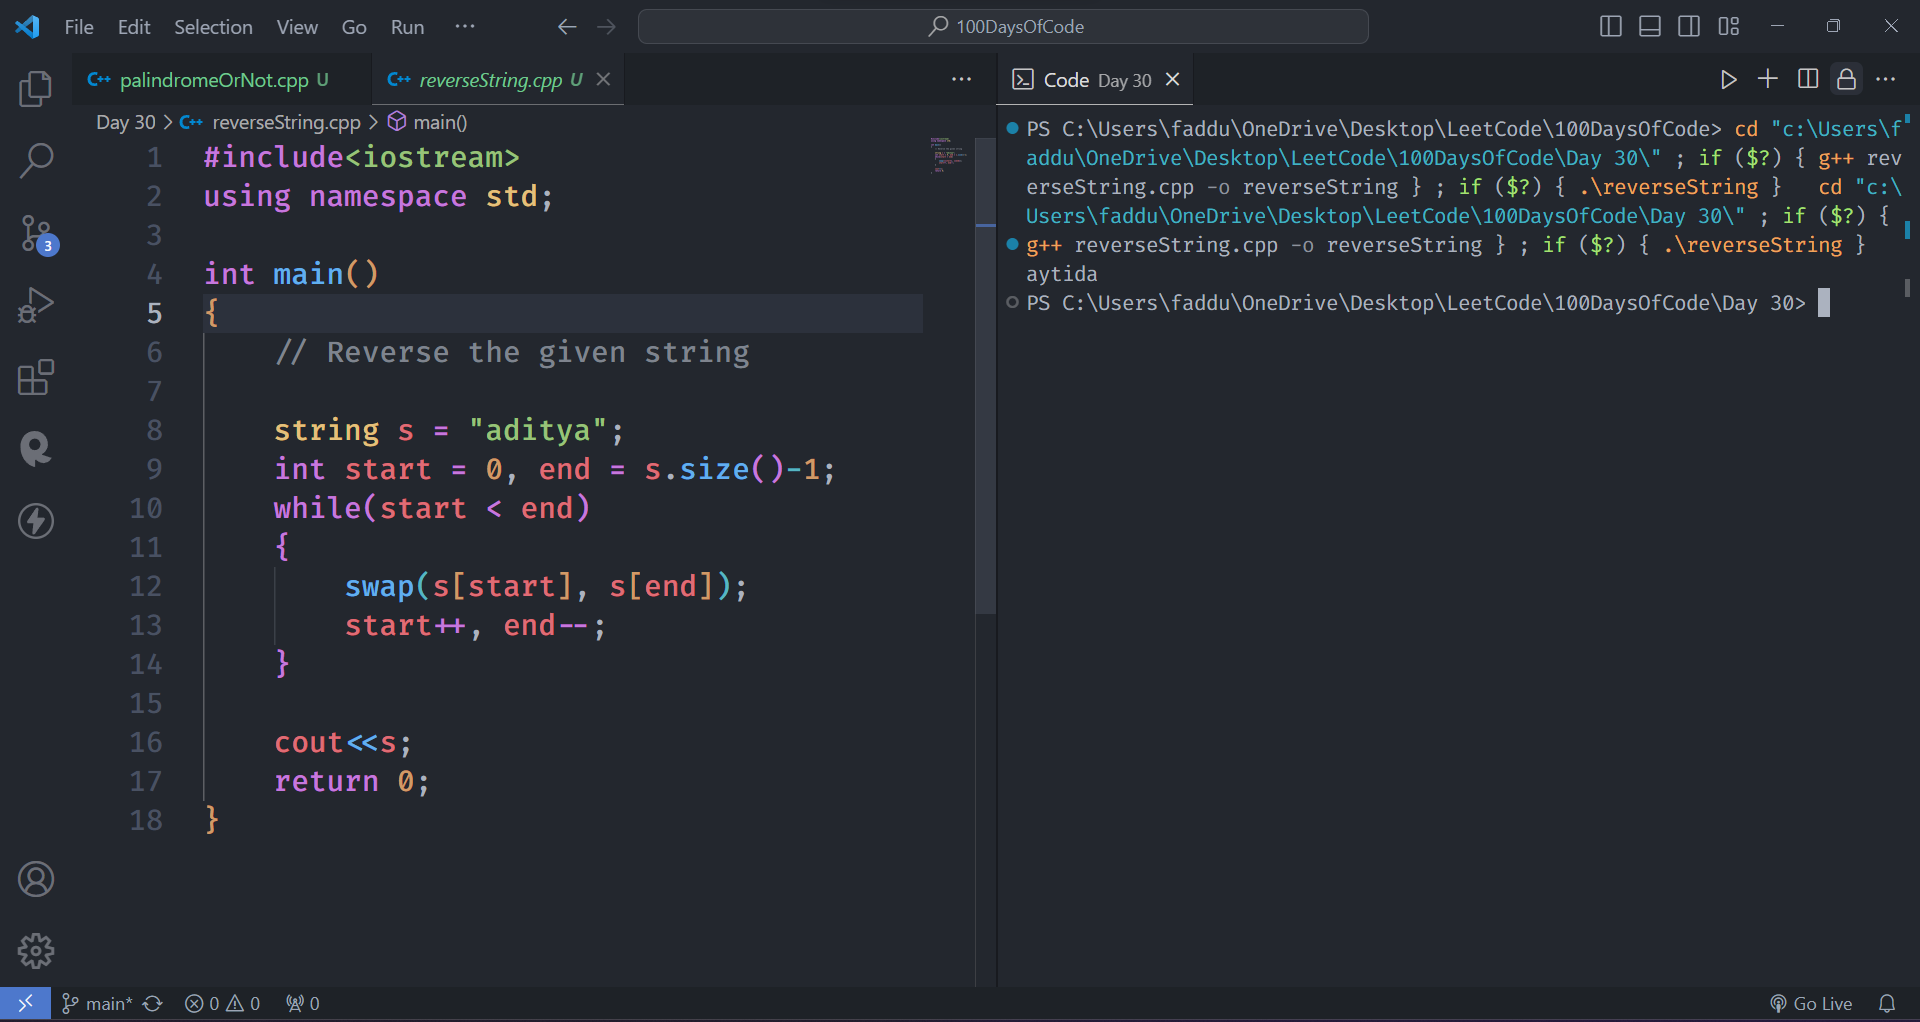 File Edit Selection View Go Run ··· 100DaysOfCode
C++ palindromeOrNot.cpp U C++ reverseString.cpp U ···
Day 30 > C++ reverseString.cpp > main()
1 #include<iostream>
2 using namespace std;
3
4 int main()
5 {
6 // Reverse the given string
7
8 string s = "aditya";
9 int start = 0, end = s.size()-1;
10 while(start < end)
11 {
12 swap(s[start], s[end]);
13 start++, end--;
14 }
15
16 cout<<s;
17 return 0;
18 }
Code Day 30
PS C:\Users\faddu\OneDrive\Desktop\LeetCode\100DaysOfCode> cd "c:\Users\f
addu\OneDrive\Desktop\LeetCode\100DaysOfCode\Day 30\" ; if ($?) { g++ rev
erseString.cpp -o reverseString } ; if ($?) { .\reverseString } cd "c:\
Users\faddu\OneDrive\Desktop\LeetCode\100DaysOfCode\Day 30\" ; if ($?) {
g++ reverseString.cpp -o reverseString } ; if ($?) { .\reverseString }
aytida
PS C:\Users\faddu\OneDrive\Desktop\LeetCode\100DaysOfCode\Day 30>
3
main* 0 0 0 Go Live